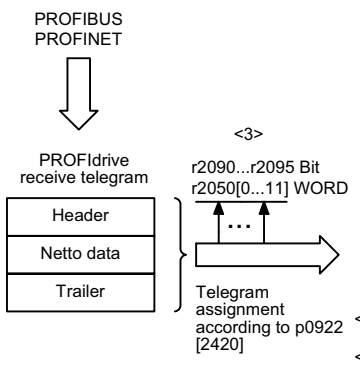 PROFIBUS
PROFINET
<3>
PROFIdrive
receive telegram
r2090...r2095 Bit
r2050[0...11] WORD
Header
...
Netto data
Trailer
Telegram
assignment
according to p0922
[2420]
<
<